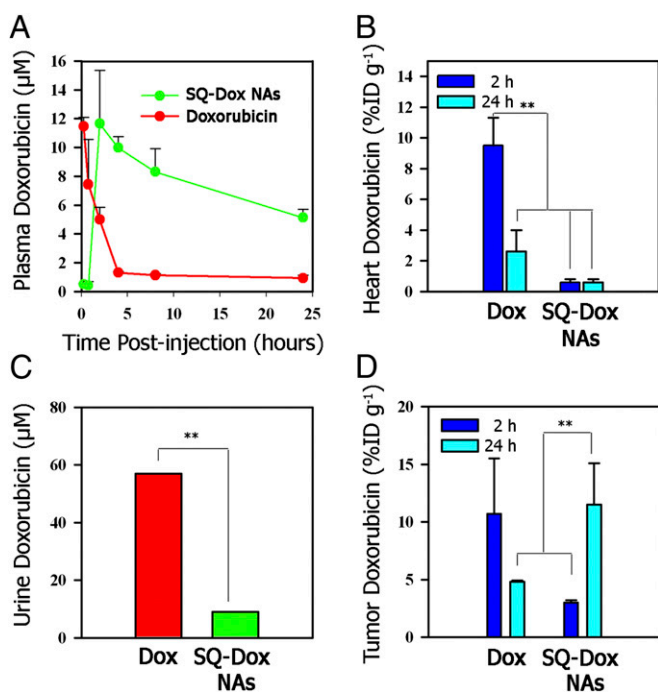 A
Plasma Doxorubicin (µM)
16
14
12
10
8
6
4
2
0
SQ-Dox NAs
Doxorubicin
0 5 10 15 20 25
Time Post-injection (hours)
B
Heart Doxorubicin (%ID g⁻¹)
14
12
10
8
6
4
2
0
2 h
24 h
**
Dox SQ-Dox
NAs
C
Urine Doxorubicin (µM)
80
60
40
20
0
**
Dox SQ-Dox
NAs
D
Tumor Doxorubicin (%ID g⁻¹)
20
15
10
5
0
2 h
24 h
**
Dox SQ-Dox
NAs